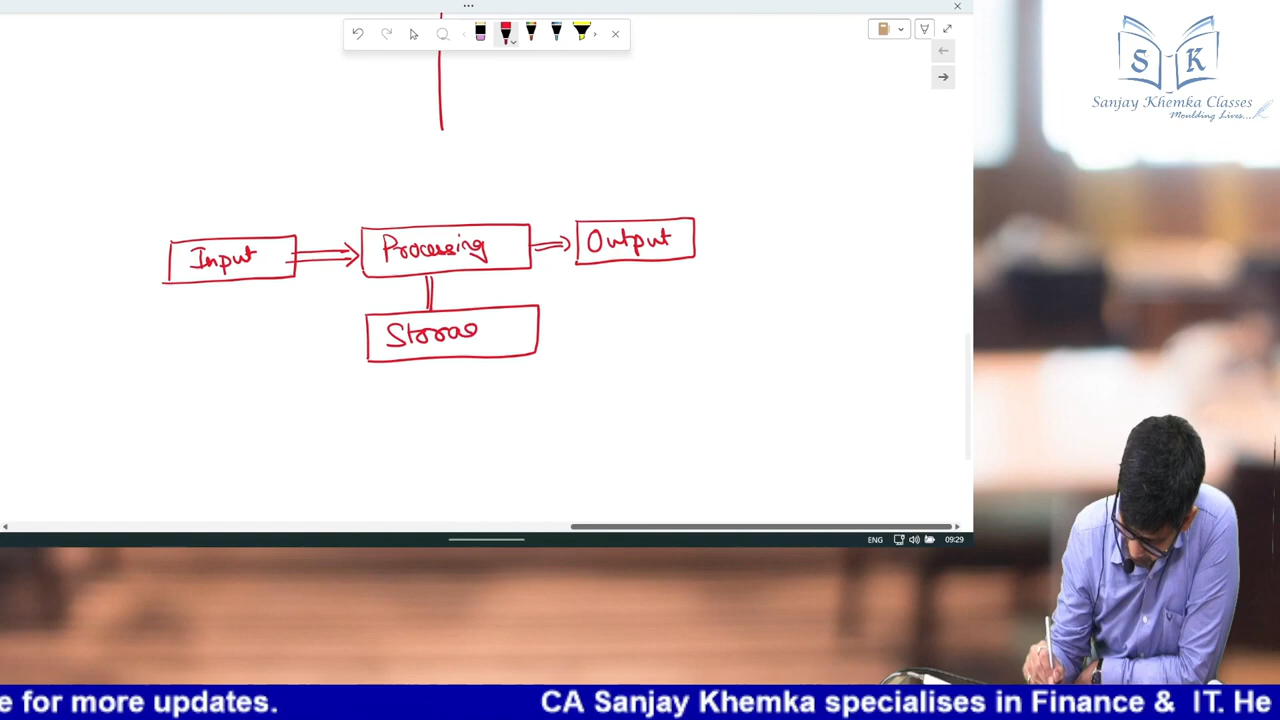 S K
Sanjay Khemka Classes
Moulding Lives...
Input
Processing
Output
Storae
ENG
09:29
e for more updates.
CA Sanjay Khemka specialises in Finance & IT. He